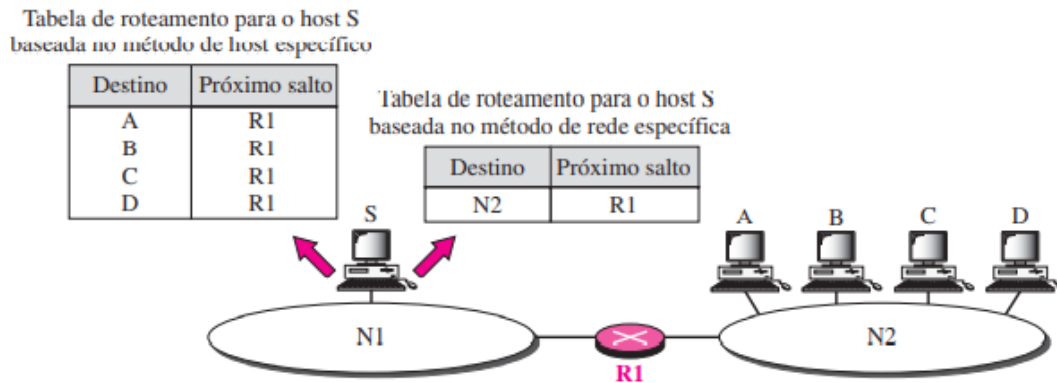 Tabela de roteamento para o host S
baseada no método de host específico
Destino Próximo salto
A R1
B R1
C R1
D R1
Tabela de roteamento para o host S
baseada no método de rede específica
Destino Próximo salto
N2 R1
S
A B C D
N1
N2
R1